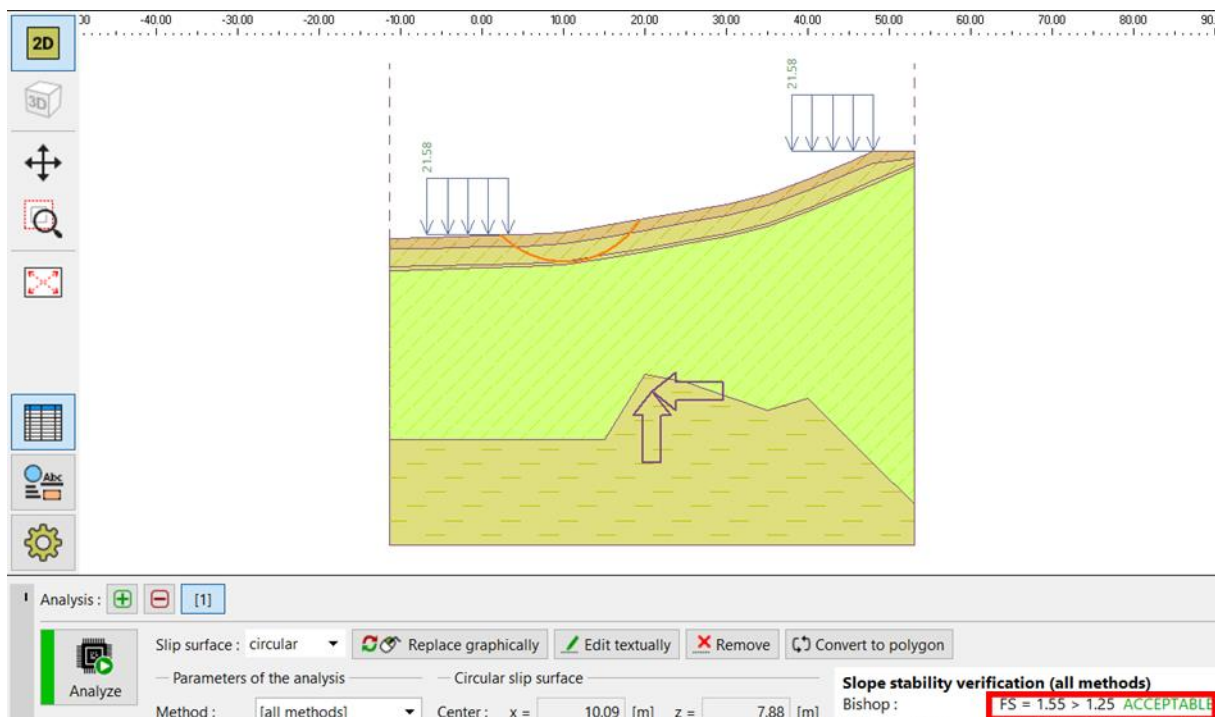 -40.00 -30.00 -20.00 -10.00 0.00 10.00 20.00 30.00 40.00 50.00 60.00 70.00 80.00
2D
3D
21.58
21.58
Abc
Analysis : [1]
Slip surface : circular Replace graphically Edit textually Remove Convert to polygon
Analyze
Parameters of the analysis Circular slip surface
Slope stability verification (all methods)
Method : [all methods] Center : x = 10.09 [m] z = 7.88 [m] Bishop : FS = 1.55 > 1.25 ACCEPTABLE